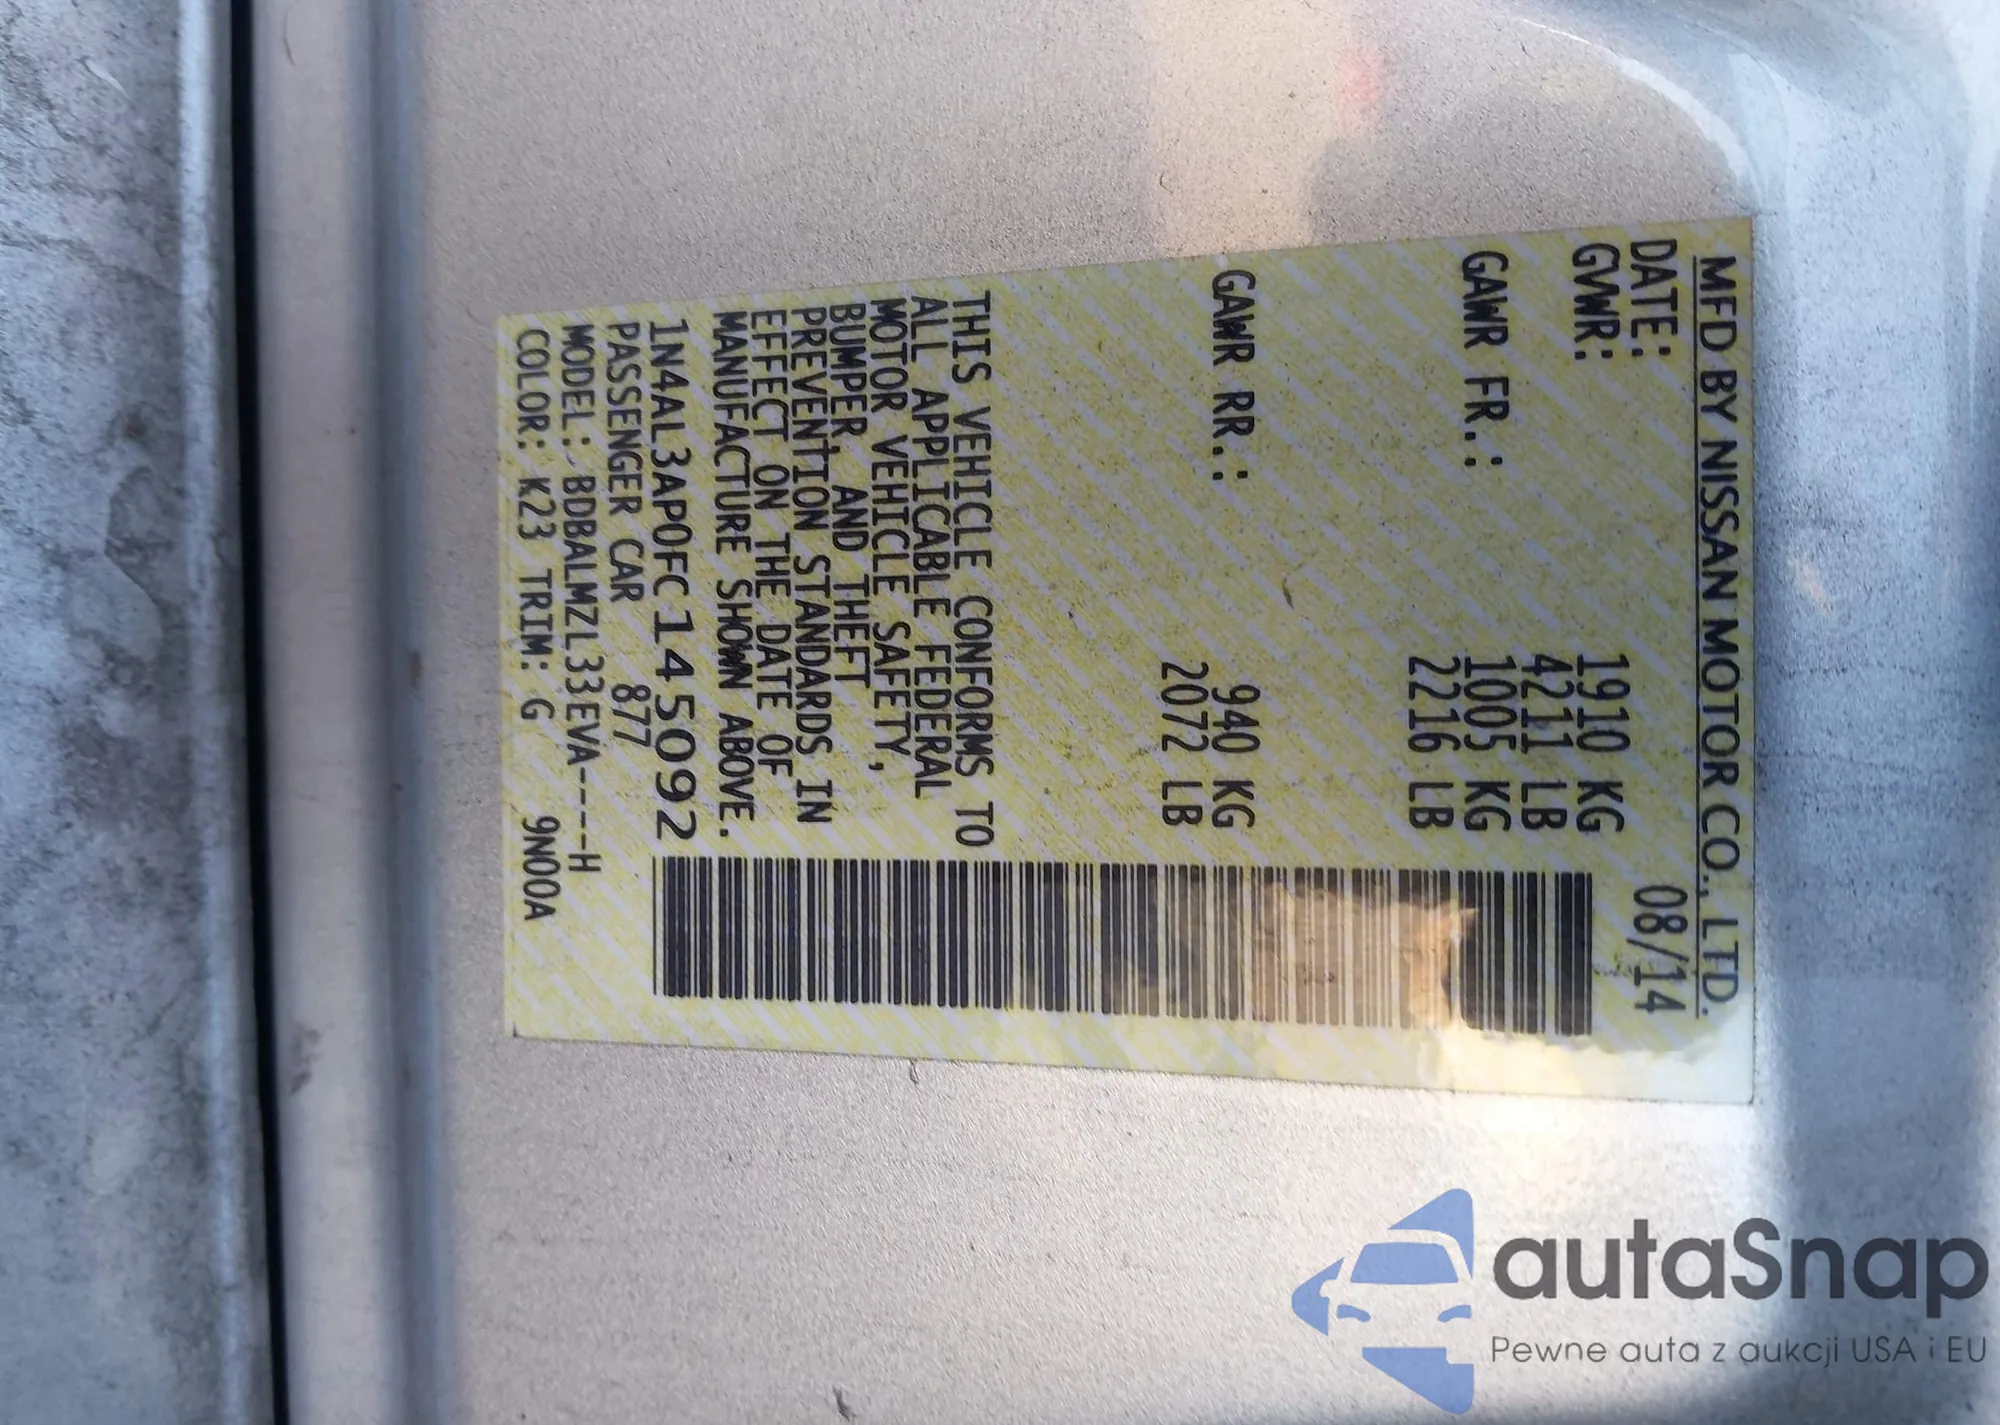 MFD BY NISSAN MOTOR CO., LTD.
DATE: 08/14
GVWR: 1910 KG
4211 LB
GAWR FR.: 1005 KG
2216 LB
GAWR RR.: 940 KG
2072 LB
THIS VEHICLE CONFORMS TO
ALL APPLICABLE FEDERAL
MOTOR VEHICLE SAFETY,
BUMPER, AND THEFT
PREVENTION STANDARDS IN
EFFECT ON THE DATE OF
MANUFACTURE SHOWN ABOVE.
1N4AL3AP0FC145092
PASSENGER CAR 877
MODEL: BDBALMZL33EVA----H
COLOR: K23 TRIM: G 9N00A
autaSnap
Pewne auta z aukcji USA i EU